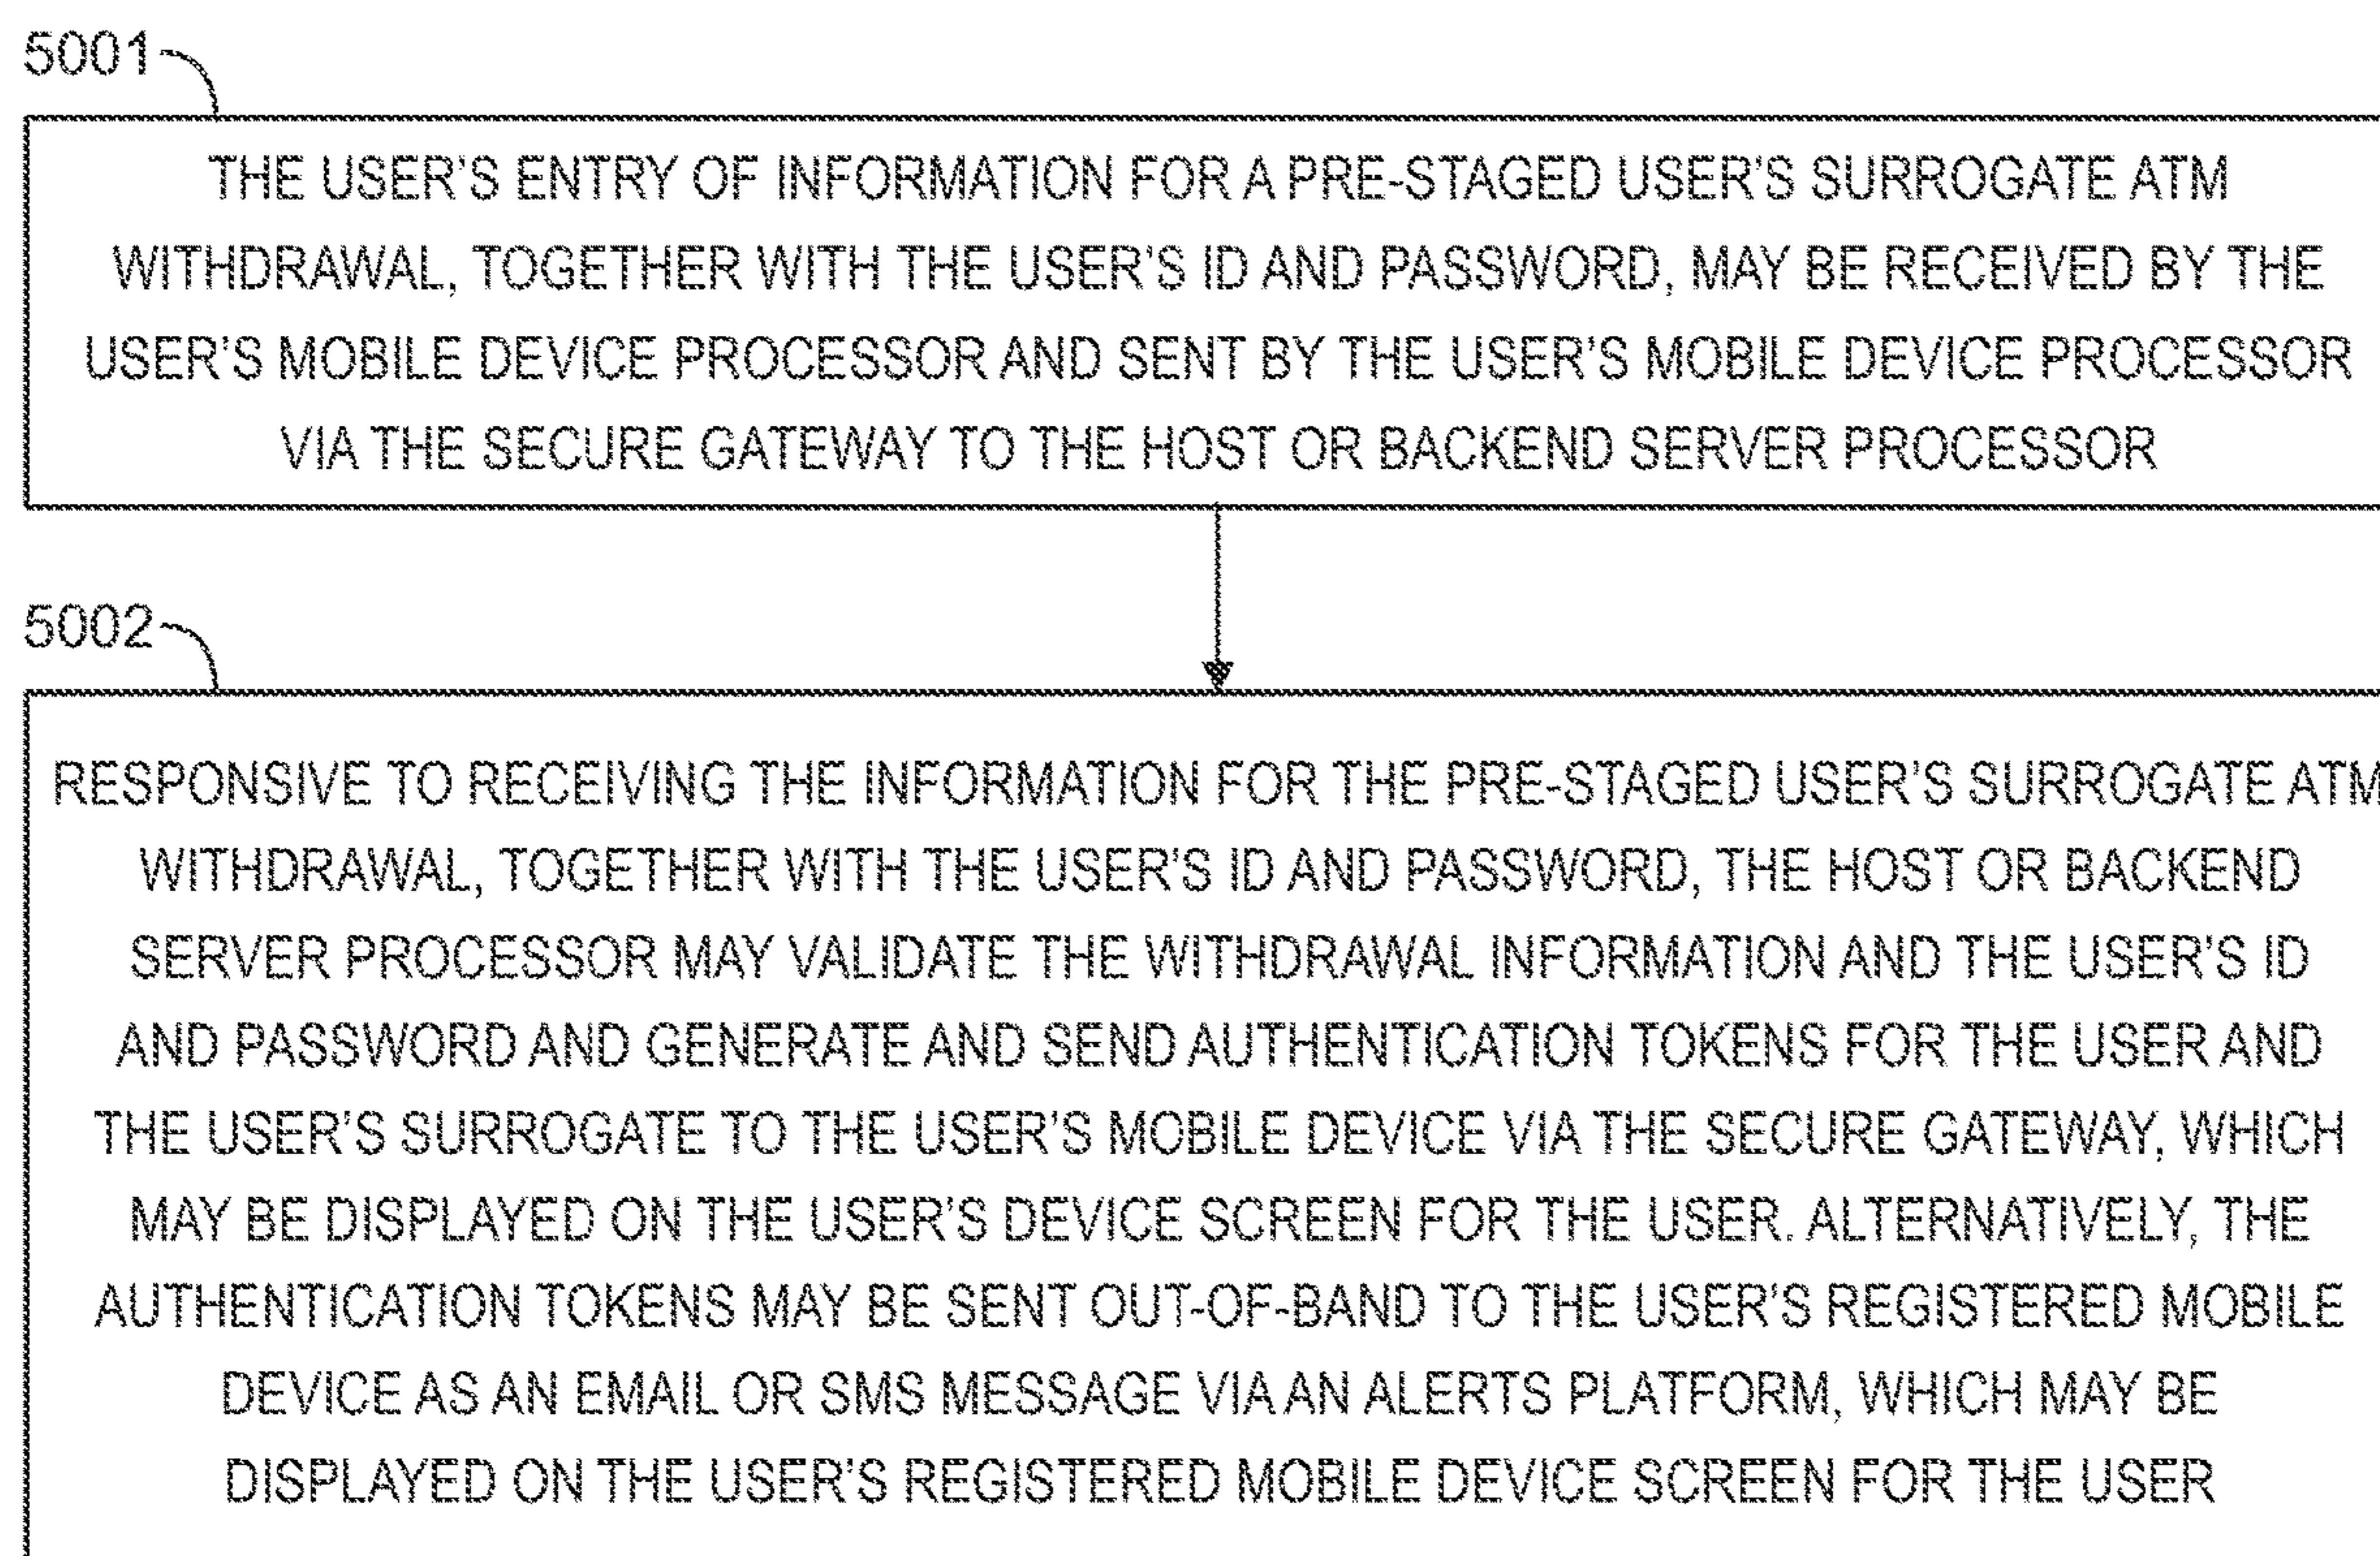 5001
THE USER'S ENTRY OF INFORMATION FOR A PRE-STAGED USER'S SURROGATE ATM
WITHDRAWAL, TOGETHER WITH THE USER'S ID AND PASSWORD, MAY BE RECEIVED BY THE
USER'S MOBILE DEVICE PROCESSOR AND SENT BY THE USER'S MOBILE DEVICE PROCESSOR
VIA THE SECURE GATEWAY TO THE HOST OR BACKEND SERVER PROCESSOR
5002
RESPONSIVE TO RECEIVING THE INFORMATION FOR THE PRE-STAGED USER'S SURROGATE ATM
WITHDRAWAL, TOGETHER WITH THE USER'S ID AND PASSWORD, THE HOST OR BACKEND
SERVER PROCESSOR MAY VALIDATE THE WITHDRAWAL INFORMATION AND THE USER'S ID
AND PASSWORD AND GENERATE AND SEND AUTHENTICATION TOKENS FOR THE USER AND
THE USER'S SURROGATE TO THE USER'S MOBILE DEVICE VIA THE SECURE GATEWAY, WHICH
MAY BE DISPLAYED ON THE USER'S DEVICE SCREEN FOR THE USER. ALTERNATIVELY, THE
AUTHENTICATION TOKENS MAY BE SENT OUT-OF-BAND TO THE USER'S REGISTERED MOBILE
DEVICE AS AN EMAIL OR SMS MESSAGE VIA AN ALERTS PLATFORM, WHICH MAY BE
DISPLAYED ON THE USER'S REGISTERED MOBILE DEVICE SCREEN FOR THE USER